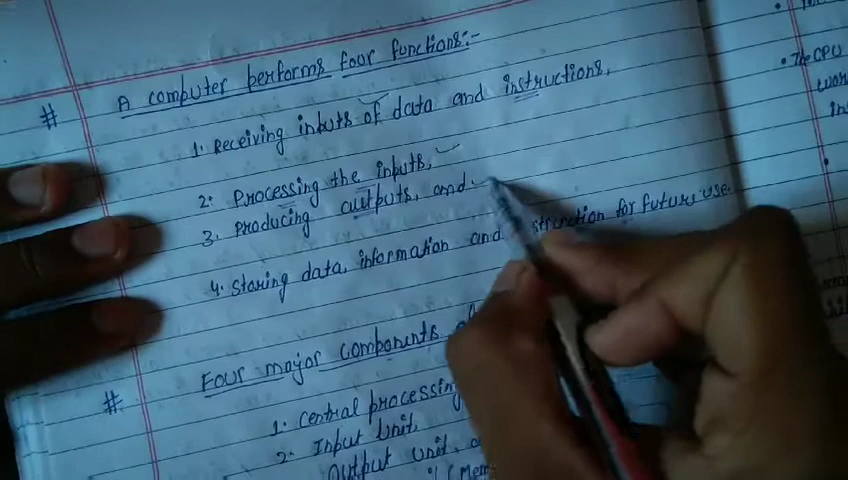 # A computer performs four functions:-
1. Receiving inputs of data and instructions,
2. Processing the inputs,
3. Producing outputs, and
4. Storing data, information and instruction for future use.
# Four major components
1. Central processing
2. Input Unit,
Output Unit,
• The CPU